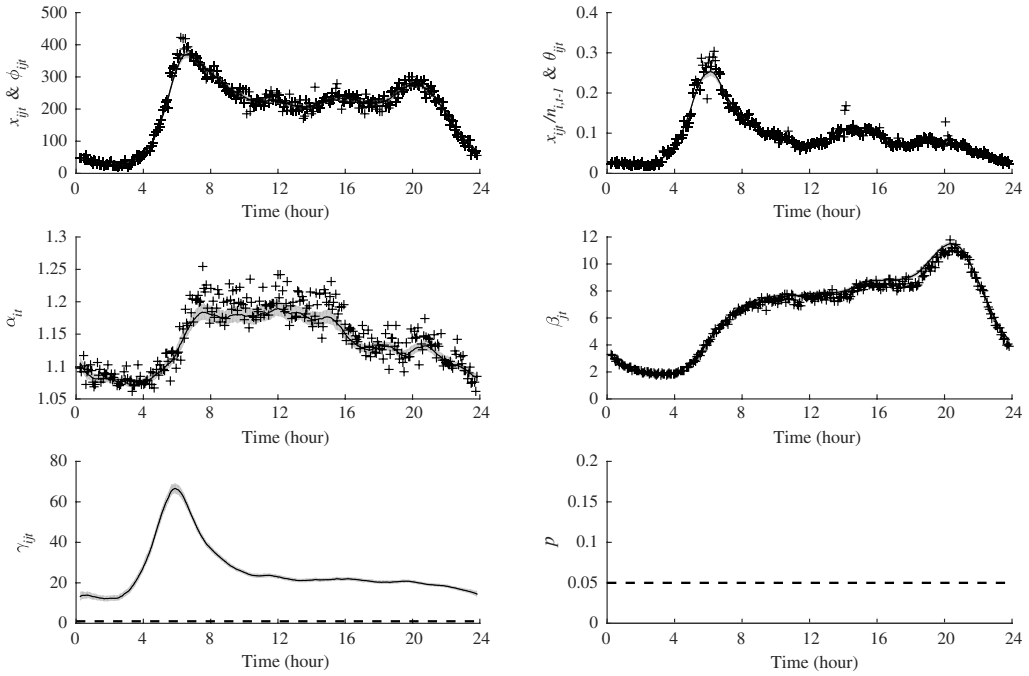 x_ijt & ϕ_ijt
500
400
300
200
100
0
0 4 8 12 16 20 24
Time (hour)
x_ijt/n_i,t-1 & θ_ijt
0.4
0.3
0.2
0.1
0
0 4 8 12 16 20 24
Time (hour)
α_it
1.3
1.25
1.2
1.15
1.1
1.05
0 4 8 12 16 20 24
Time (hour)
β_jt
12
10
8
6
4
2
0
0 4 8 12 16 20 24
Time (hour)
γ_ijt
80
60
40
20
0
0 4 8 12 16 20 24
Time (hour)
p
0.2
0.15
0.1
0.05
0
0 4 8 12 16 20 24
Time (hour)